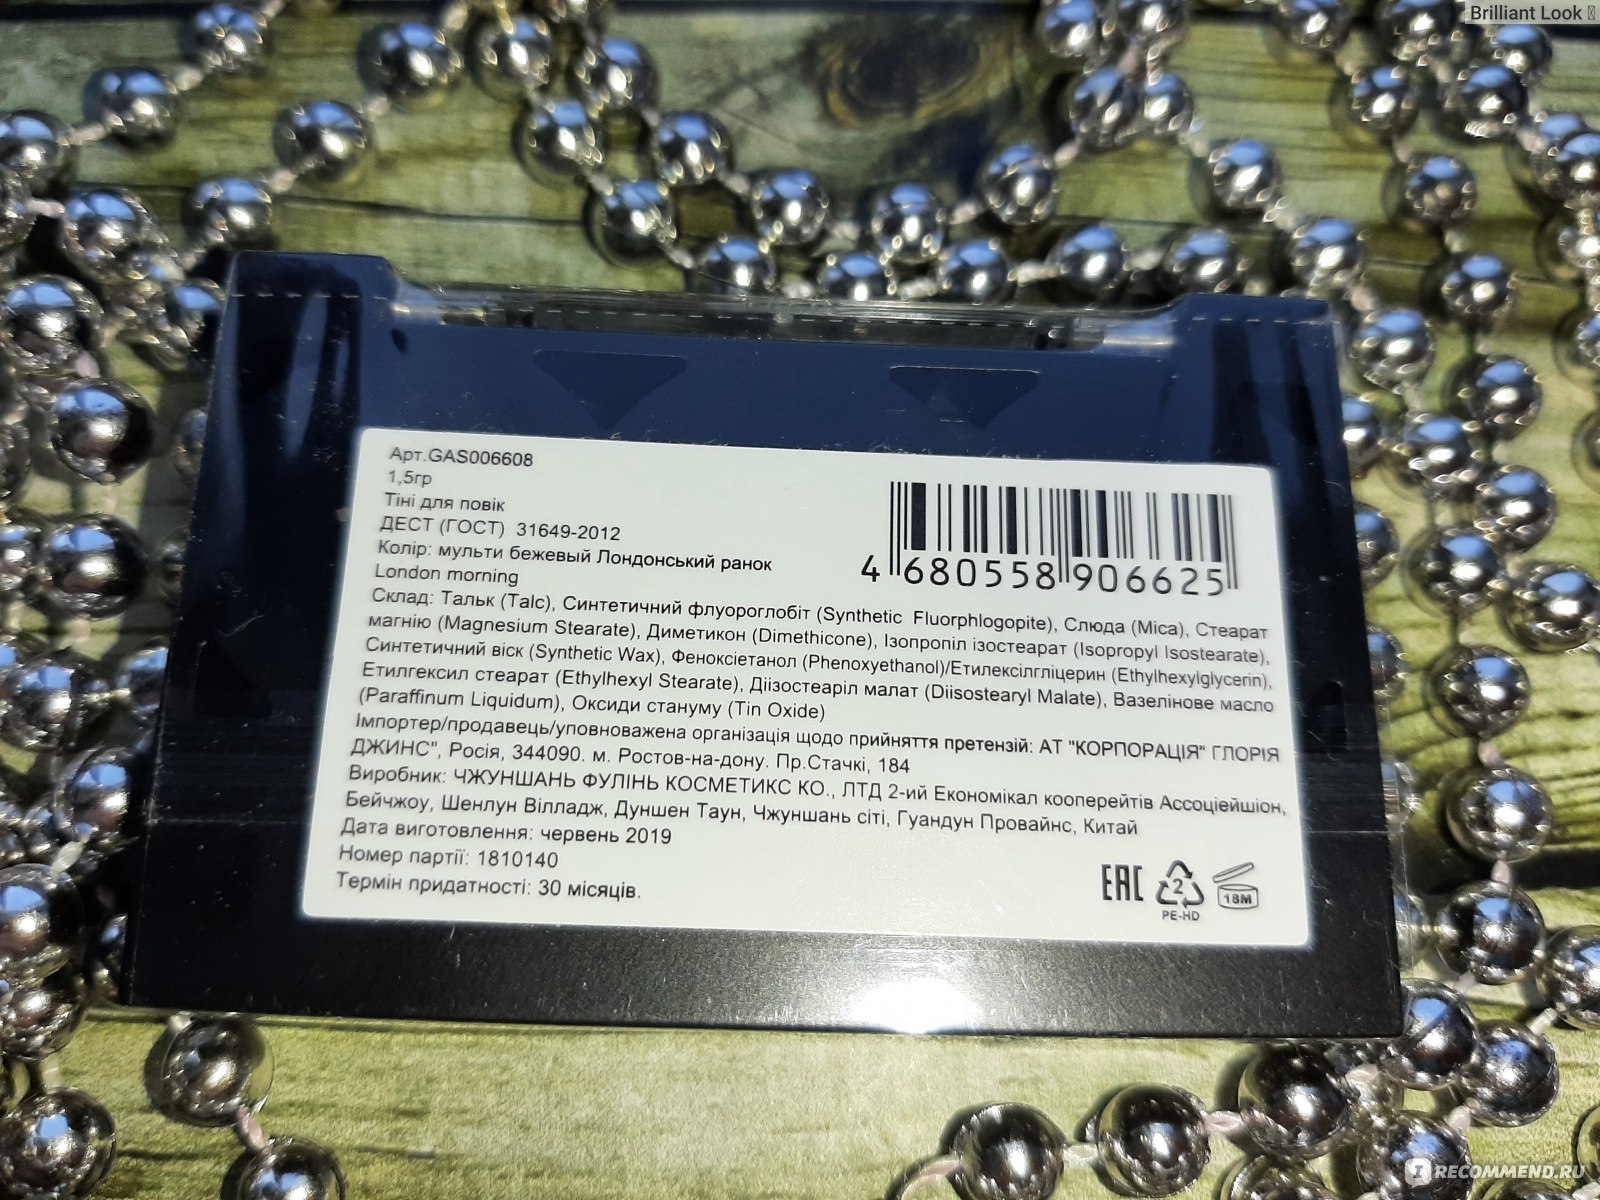 Brilliant Look
Арт.GAS006608
1,5гр
Тіні для повік
ДЕСТ (ГОСТ) 31649-2012
Колір: мульти бежевый Лондонський ранок
London morning
Склад: Тальк (Talc), Синтетичний флуороглобіт (Synthetic Fluorphlogopite), Слюда (Mica), Стеарат
магнію (Magnesium Stearate), Диметикон (Dimethicone), Ізопропіл ізостеарат (Isopropyl Isostearate),
Синтетичний віск (Synthetic Wax), Феноксіетанол (Phenoxyethanol)/Етилексілгліцерин (Ethylhexylglycerin),
Етилгексил стеарат (Ethylhexyl Stearate), Діізостеаріл малат (Diisostearyl Malate), Вазелінове масло
(Paraffinum Liquidum), Оксиди стануму (Tin Oxide)
Імпортер/продавець/уповноважена організація щодо прийняття претензій: АТ "КОРПОРАЦІЯ" ГЛОРІЯ
ДЖИНС", Росія, 344090. м. Ростов-на-дону. Пр.Стачкі, 184
Виробник: ЧЖУНШАНЬ ФУЛІНЬ КОСМЕТИКС КО., ЛТД 2-ий Економікал кооперейтів Ассоціейшіон,
Бейчжоу, Шенлун Вілладж, Дуншен Таун, Чжуншань сіті, Гуандун Провайнс, Китай
Дата виготовлення: червень 2019
Номер партії: 1810140
Термін придатності: 30 місяців.
4 680558 906625
EAC
2
PE-HD
18M
IRECOMMEND.RU